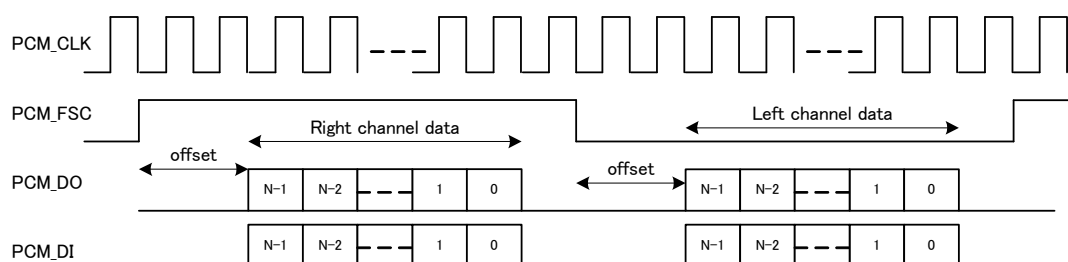 PCM_CLK
PCM_FSC
Right channel data
Left channel data
offset
offset
PCM_DO
N-1 N-2 1 0 N-1 N-2 1 0
PCM_DI
N-1 N-2 1 0 N-1 N-2 1 0